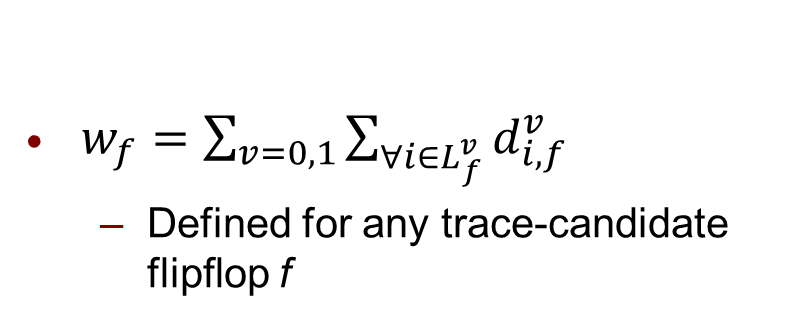 • w_f = ∑_{v=0,1} ∑_{∀i∈L_f^v} d_{i,f}^v
– Defined for any trace-candidate
flipflop f